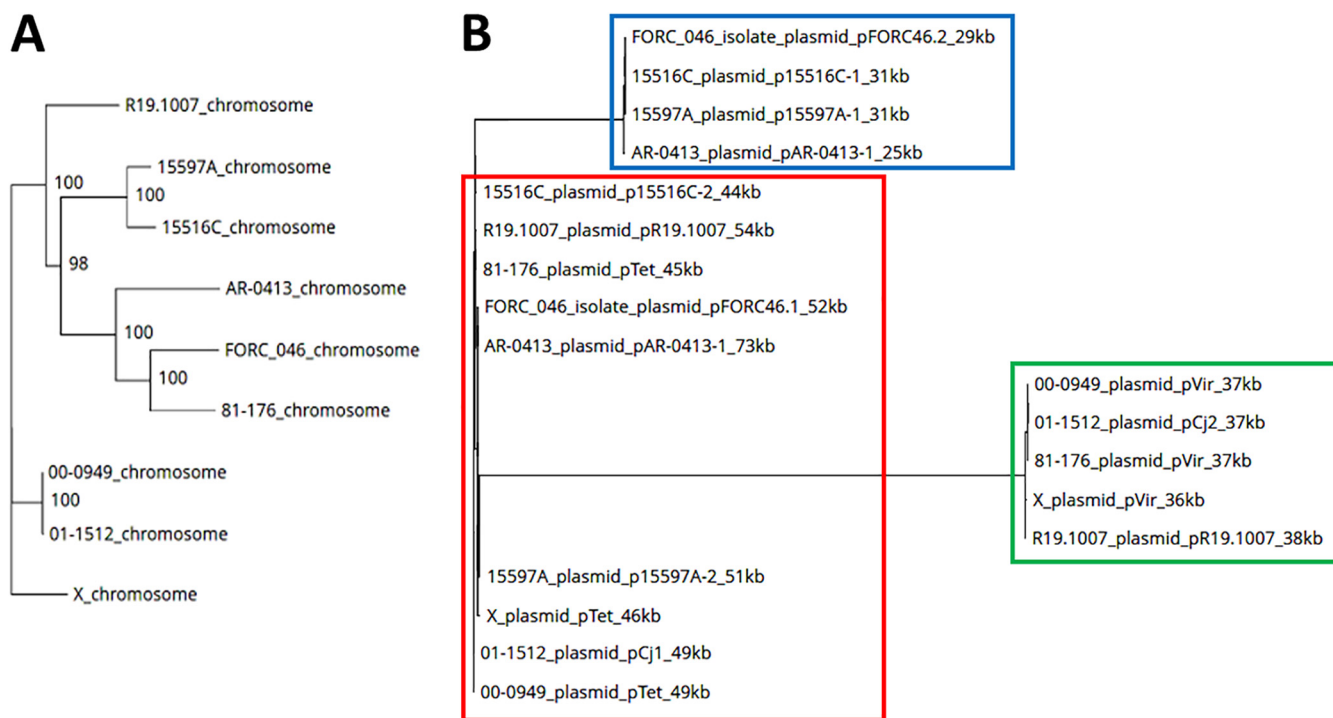 A
R19.1007_chromosome
15597A_chromosome
100
100
15516C_chromosome
98
AR-0413_chromosome
100
FORC_046_chromosome
100
81-176_chromosome
00-0949_chromosome
100
01-1512_chromosome
X_chromosome
B
FORC_046_isolate_plasmid_pFORC46.2_29kb
15516C_plasmid_p15516C-1_31kb
15597A_plasmid_p15597A-1_31kb
AR-0413_plasmid_pAR-0413-1_25kb
15516C_plasmid_p15516C-2_44kb
R19.1007_plasmid_pR19.1007_54kb
81-176_plasmid_pTet_45kb
FORC_046_isolate_plasmid_pFORC46.1_52kb
AR-0413_plasmid_pAR-0413-1_73kb
00-0949_plasmid_pVir_37kb
01-1512_plasmid_pCj2_37kb
81-176_plasmid_pVir_37kb
X_plasmid_pVir_36kb
R19.1007_plasmid_pR19.1007_38kb
15597A_plasmid_p15597A-2_51kb
X_plasmid_pTet_46kb
01-1512_plasmid_pCj1_49kb
00-0949_plasmid_pTet_49kb